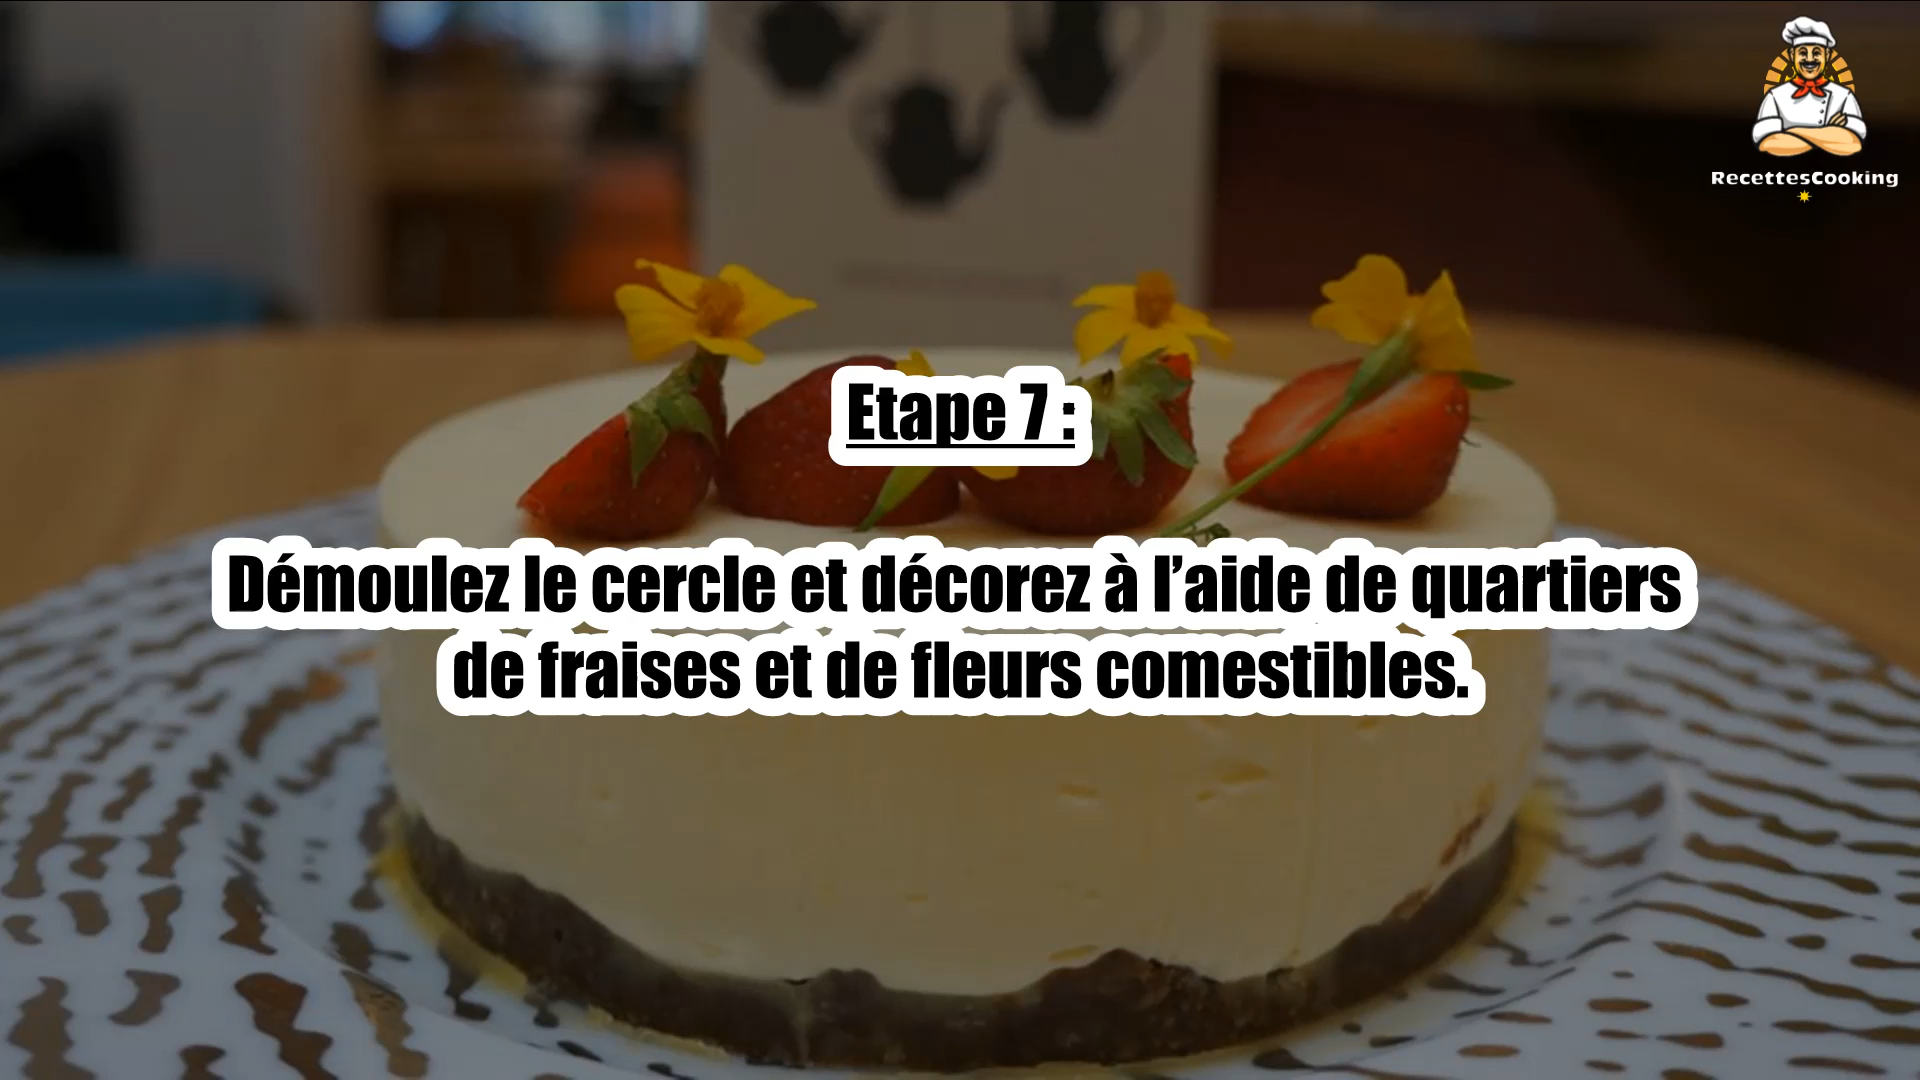 RecettesCooking
Etape 7 :
Démoulez le cercle et décorez à l’aide de quartiers
de fraises et de fleurs comestibles.